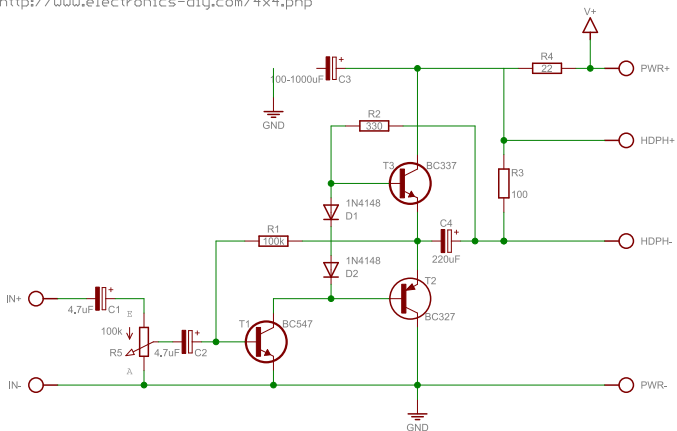 http://www.electronics-diy.com/4x4.php
V+
R4
22
PWR+
100-1000uF
+
C3
GND
R2
330
HDPH+
T3
BC337
R3
100
1N4148
D1
R1
100k
C4
+
220uF
HDPH-
1N4148
D2
T2
IN+
+
4.7uF
C1
E
100k
R5
A
+
4.7uF
C2
T1
BC547
BC327
IN-
PWR-
GND